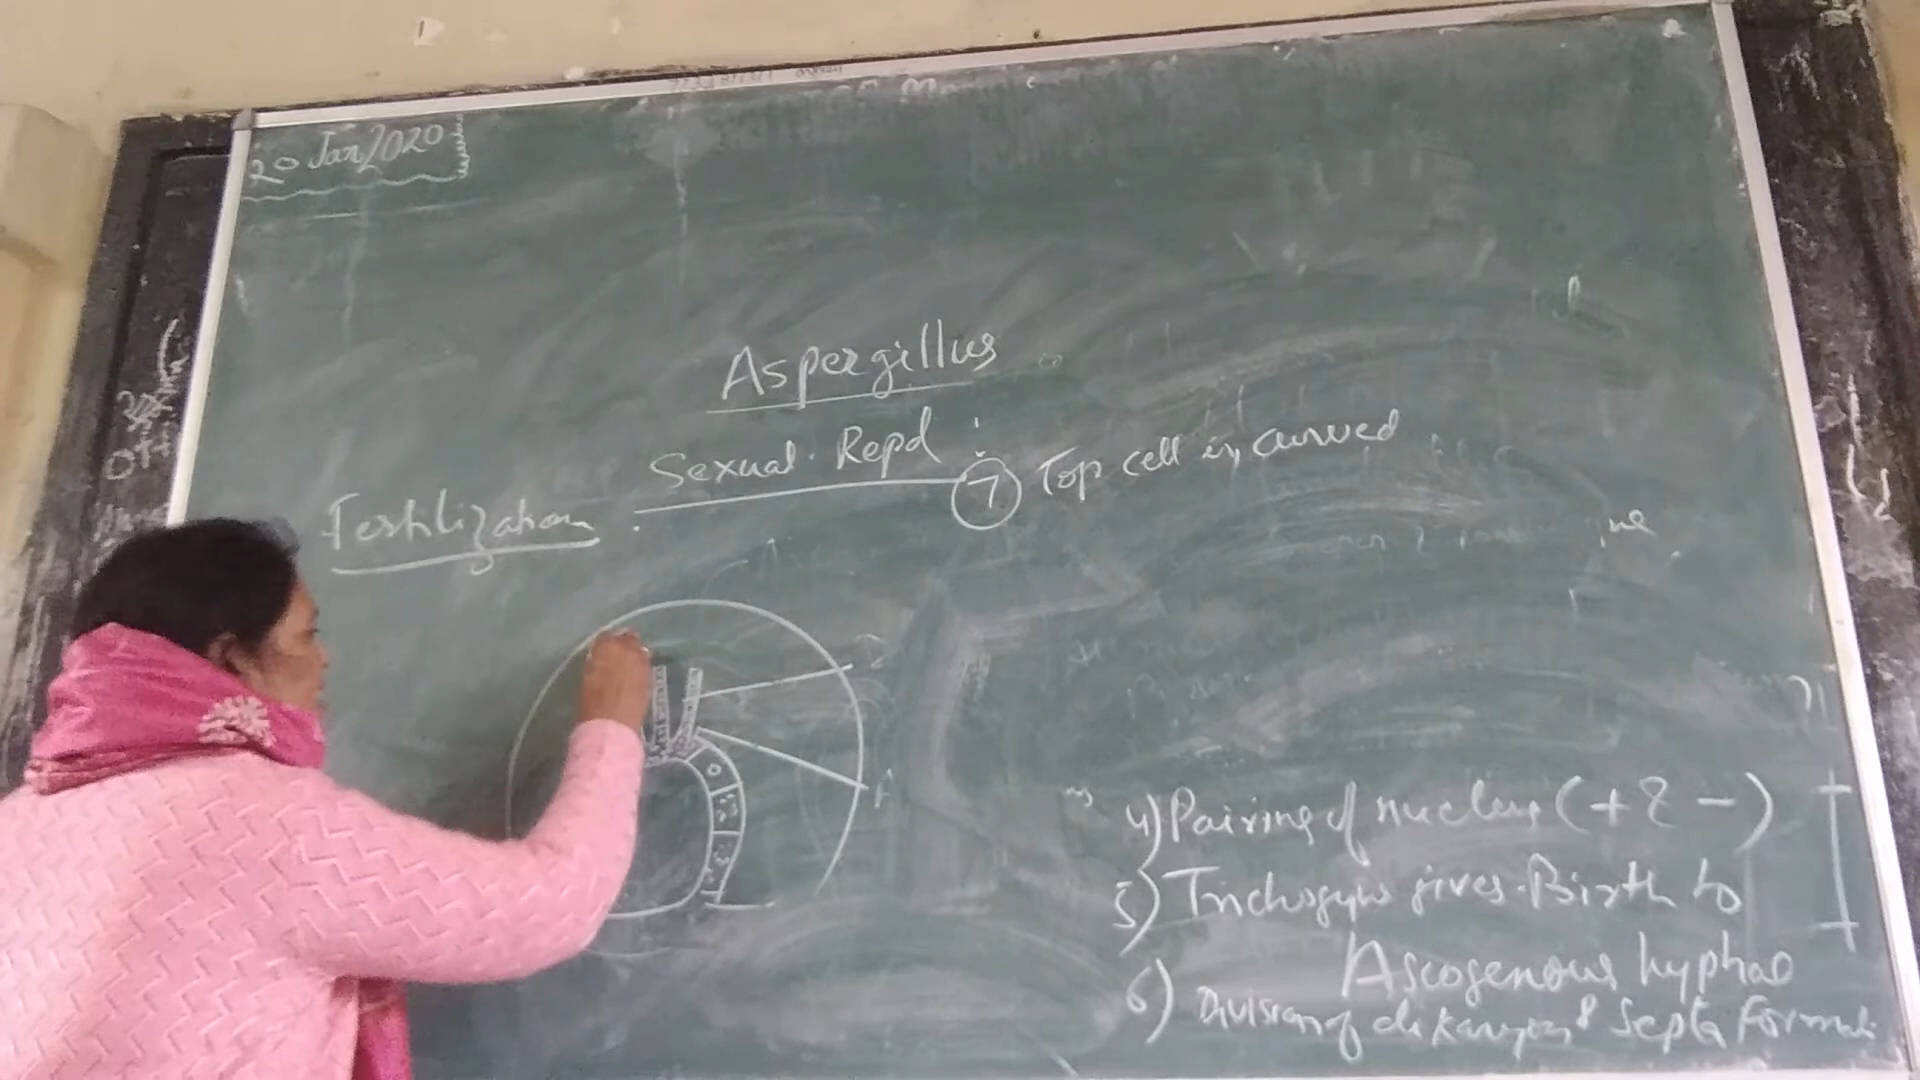 20 Jan 2020
Aspergillus
Sexual. Repd :
Fertilization :
7 Top cell is curved
4) Pairing of nucleus (+ & -)
5) Trichogyne gives Birth to
Ascogenous hyphae
6) Division of dikaryon & Septa Formati